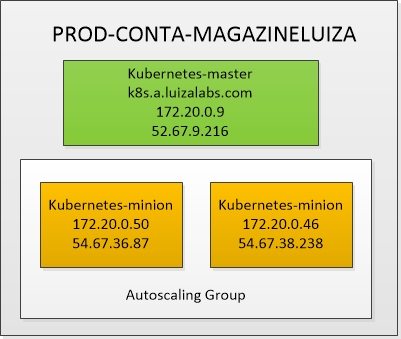 PROD-CONTA-MAGAZINELUIZA
Kubernetes-master
k8s.a.luizalabs.com
172.20.0.9
52.67.9.216
Kubernetes-minion
172.20.0.50
54.67.36.87
Kubernetes-minion
172.20.0.46
54.67.38.238
Autoscaling Group